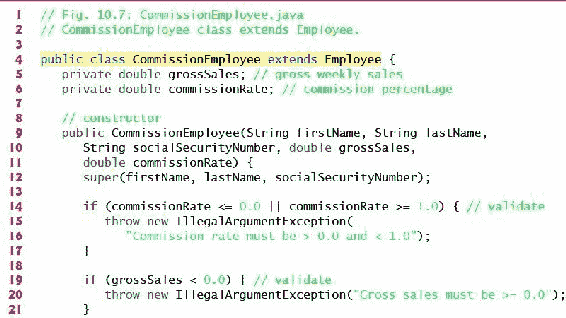 1 // Fig. 10.7: CommissionEmployee.java
2 // CommissionEmployee class extends Employee.
3
4 public class CommissionEmployee extends Employee {
5 private double grossSales; // gross weekly sales
6 private double commissionRate; // commission percentage
7
8 // constructor
9 public CommissionEmployee(String firstName, String lastName,
10 String socialSecurityNumber, double grossSales,
11 double commissionRate) {
12 super(firstName, lastName, socialSecurityNumber);
13
14 if (commissionRate <= 0.0 || commissionRate >= 1.0) { // validate
15 throw new IllegalArgumentException(
16 "Commission rate must be > 0.0 and < 1.0");
17 }
18
19 if (grossSales < 0.0) { // validate
20 throw new IllegalArgumentException("Gross sales must be >= 0.0");
21 }